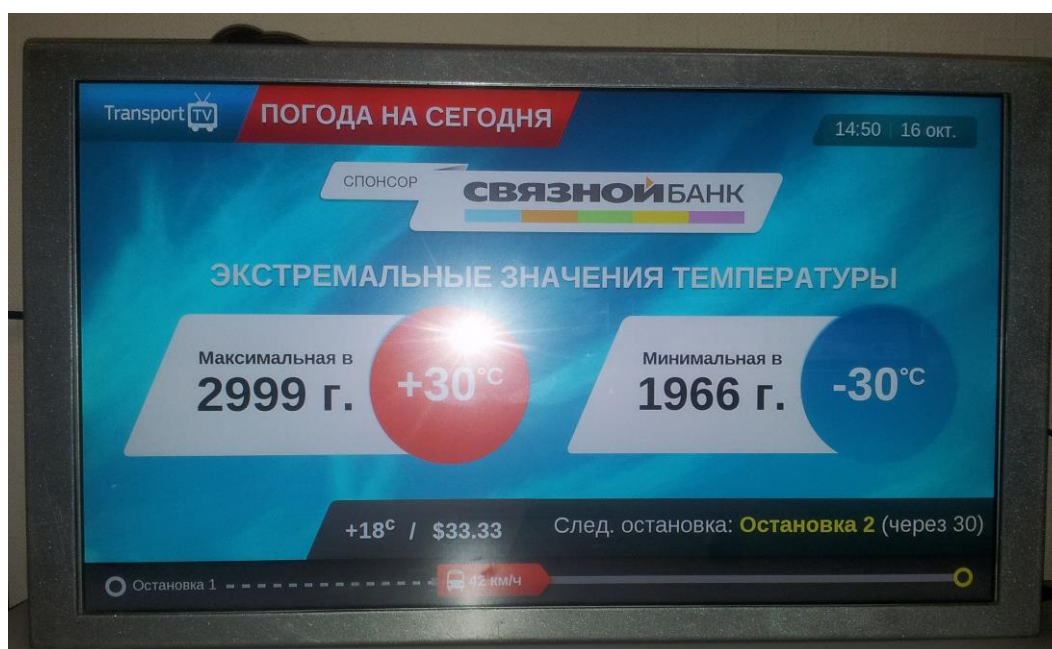 Transport TV
ПОГОДА НА СЕГОДНЯ
14:50 16 окт.
СПОНСОР
СВЯЗНОЙ БАНК
ЭКСТРЕМАЛЬНЫЕ ЗНАЧЕНИЯ ТЕМПЕРАТУРЫ
Максимальная в
2999 г.
+30°C
Минимальная в
1966 г.
-30°C
+18c / $33.33
След. остановка: Остановка 2 (через 30)
Остановка 1
42 км/ч